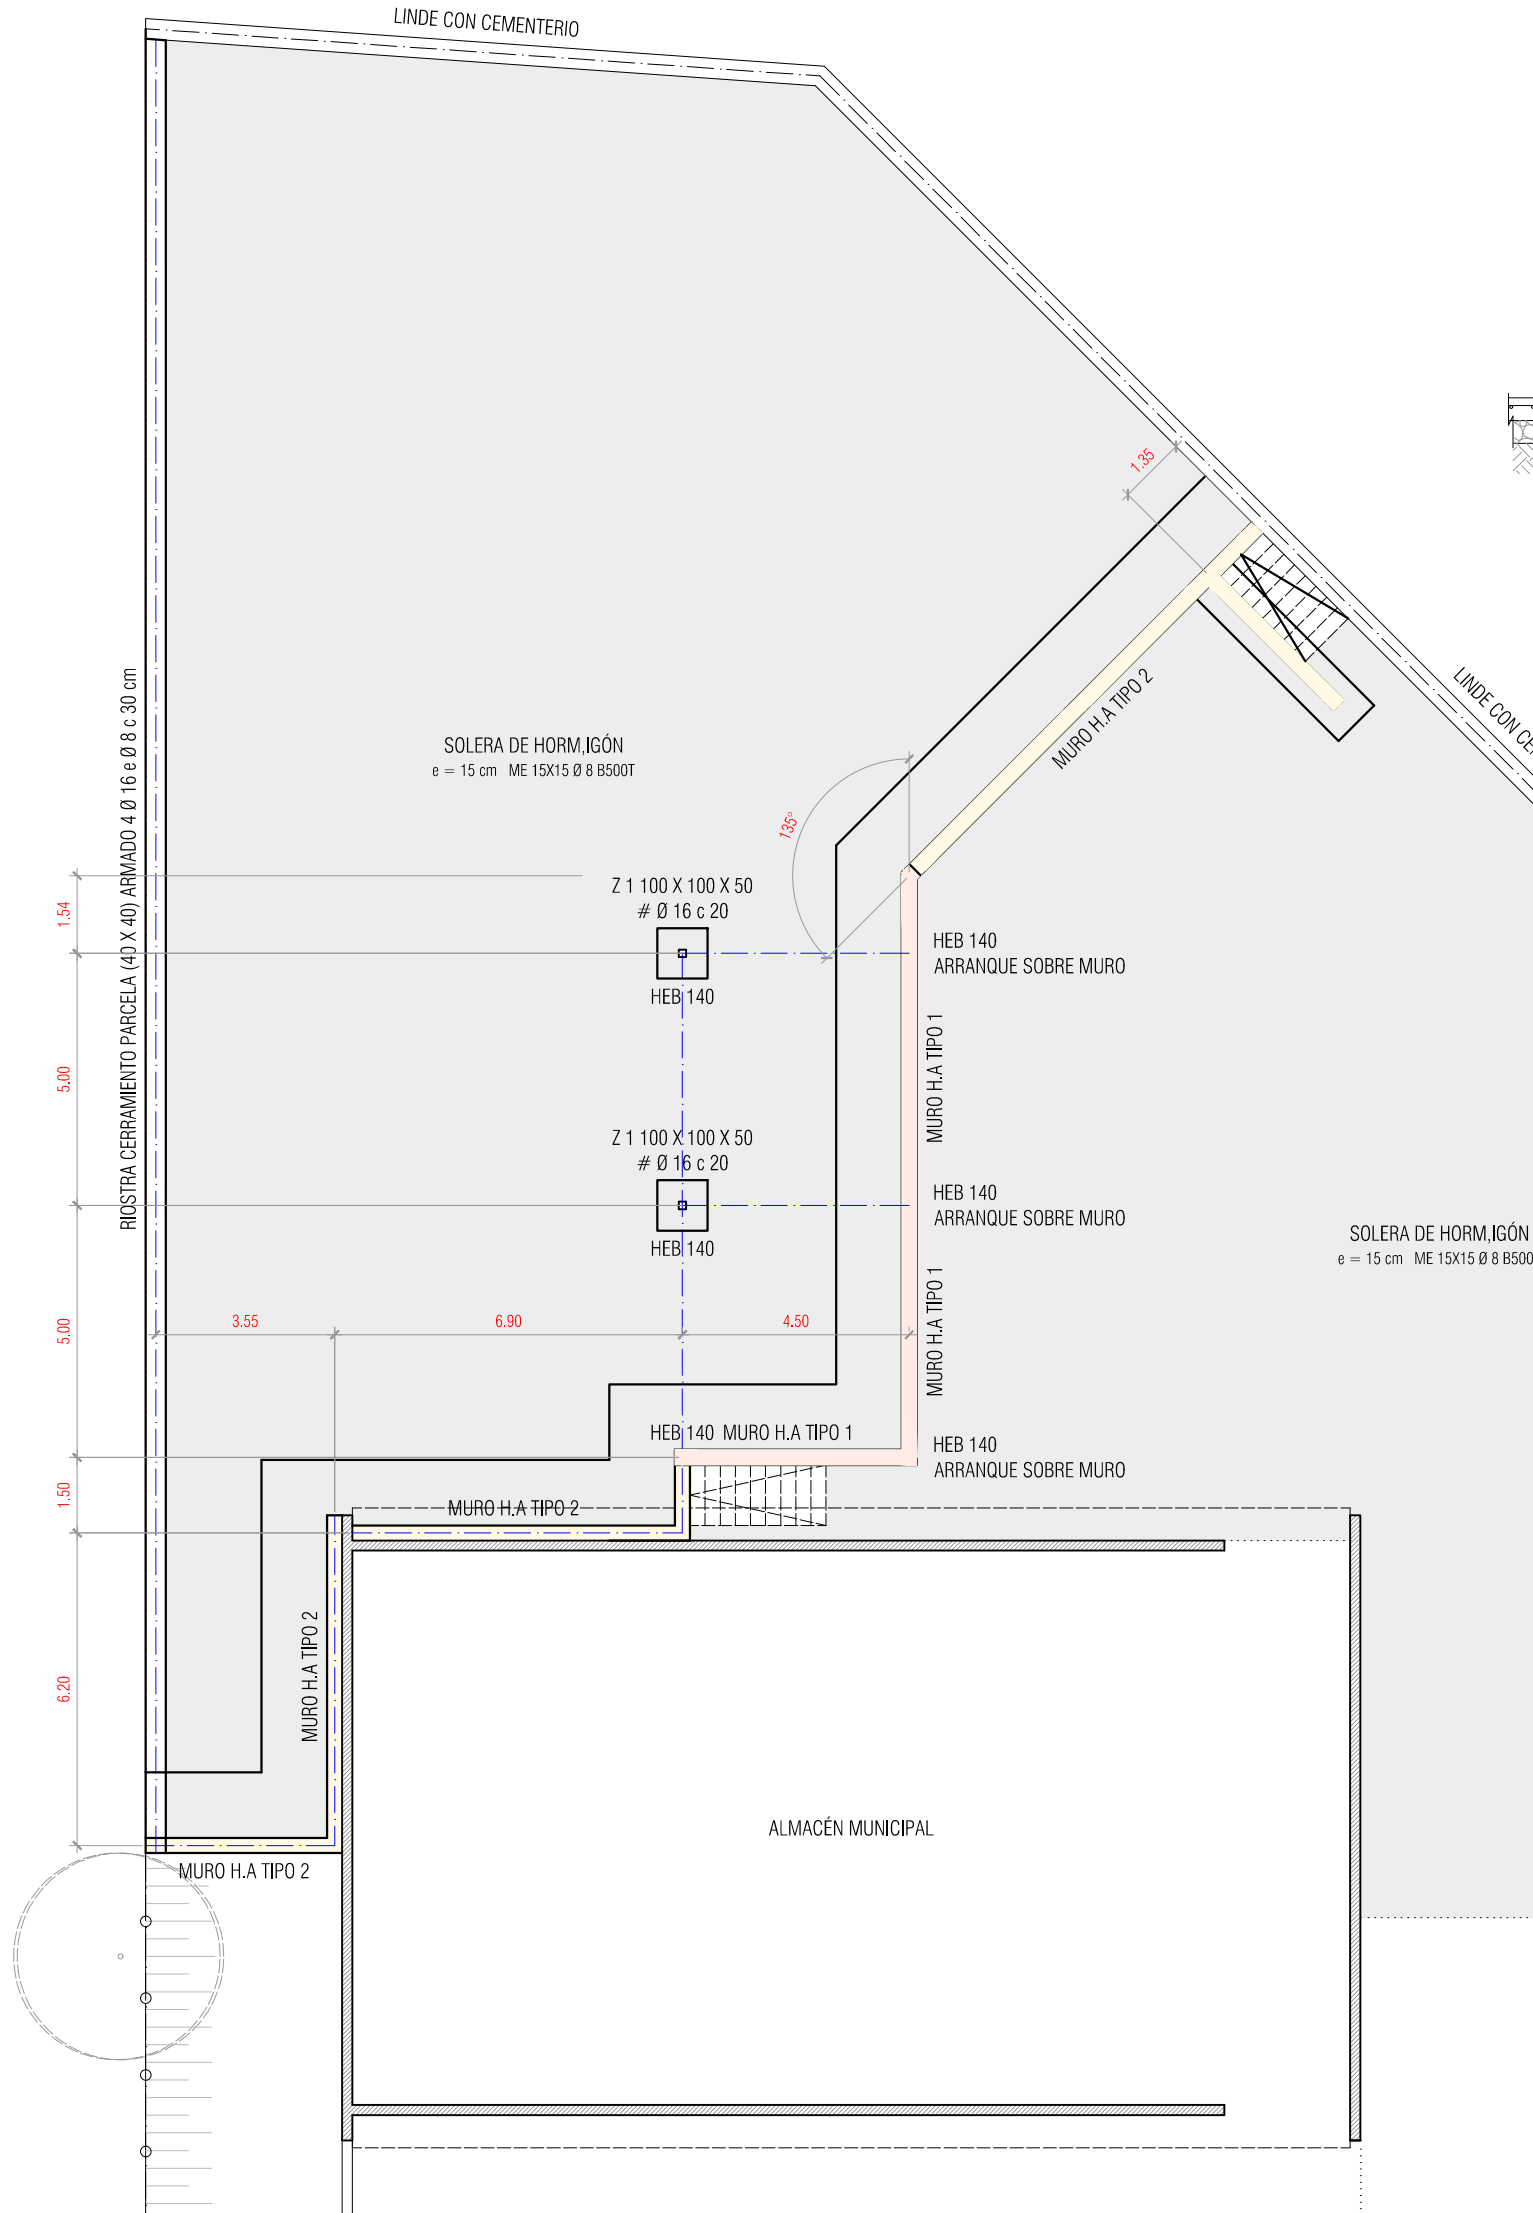 LINDE CON CEMENTERIO
1.35
LINDE CON CE
MURO H.A TIPO 2
RIOSTRA CERRAMIENTO PARCELA (40 X 40) ARMADO 4 Ø 16 e Ø 8 c 30 cm
SOLERA DE HORM,IGÓN
e = 15 cm ME 15X15 Ø 8 B500T
135°
1.54
Z 1 100 X 100 X 50
# Ø 16 c 20
HEB 140
HEB 140
ARRANQUE SOBRE MURO
MURO H.A TIPO 1
5.00
Z 1 100 X 100 X 50
# Ø 16 c 20
HEB 140
HEB 140
ARRANQUE SOBRE MURO
SOLERA DE HORM,IGÓN
e = 15 cm ME 15X15 Ø 8 B500
MURO H.A TIPO 1
5.00
3.55
6.90
4.50
HEB 140 MURO H.A TIPO 1
HEB 140
ARRANQUE SOBRE MURO
1.50
MURO H.A TIPO 2
MURO H.A TIPO 2
6.20
ALMACÉN MUNICIPAL
MURO H.A TIPO 2